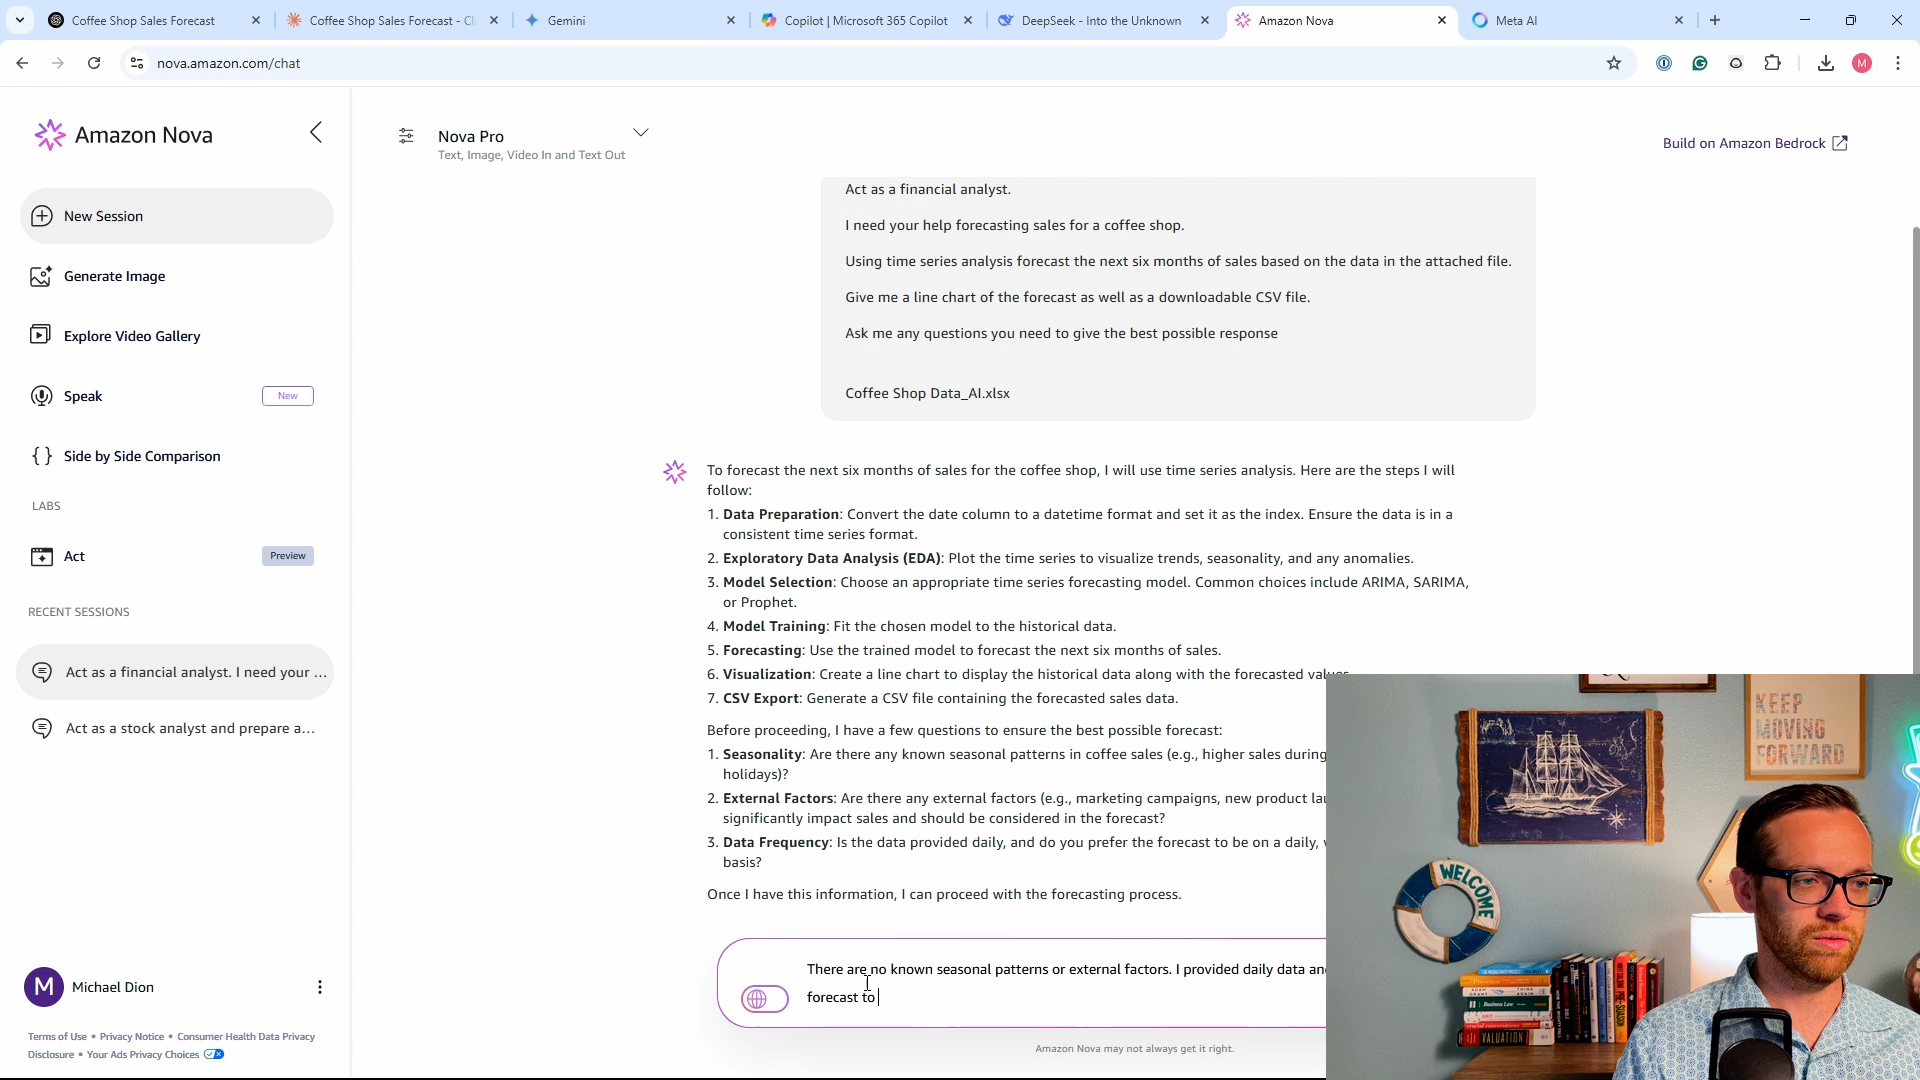 Coffee Shop Sales Forecast
Coffee Shop Sales Forecast - Cl
Gemini
Copilot | Microsoft 365 Copilot
DeepSeek - Into the Unknown
Amazon Nova
Meta AI
nova.amazon.com/chat
M
Amazon Nova
Nova Pro
Text, Image, Video In and Text Out
Build on Amazon Bedrock
New Session
Generate Image
Explore Video Gallery
Speak
New
Side by Side Comparison
LABS
Act
Preview
RECENT SESSIONS
Act as a financial analyst. I need your ...
Act as a stock analyst and prepare a...
M
Michael Dion
Terms of Use • Privacy Notice • Consumer Health Data Privacy
Disclosure • Your Ads Privacy Choices
Act as a financial analyst.
I need your help forecasting sales for a coffee shop.
Using time series analysis forecast the next six months of sales based on the data in the attached file.
Give me a line chart of the forecast as well as a downloadable CSV file.
Ask me any questions you need to give the best possible response
Coffee Shop Data_AI.xlsx
To forecast the next six months of sales for the coffee shop, I will use time series analysis. Here are the steps I will
follow:
1. Data Preparation: Convert the date column to a datetime format and set it as the index. Ensure the data is in a
consistent time series format.
2. Exploratory Data Analysis (EDA): Plot the time series to visualize trends, seasonality, and any anomalies.
3. Model Selection: Choose an appropriate time series forecasting model. Common choices include ARIMA, SARIMA,
or Prophet.
4. Model Training: Fit the chosen model to the historical data.
5. Forecasting: Use the trained model to forecast the next six months of sales.
6. Visualization: Create a line chart to display the historical data along with the forecasted values.
7. CSV Export: Generate a CSV file containing the forecasted sales data.
Before proceeding, I have a few questions to ensure the best possible forecast:
1. Seasonality: Are there any known seasonal patterns in coffee sales (e.g., higher sales during
holidays)?
2. External Factors: Are there any external factors (e.g., marketing campaigns, new product lau
significantly impact sales and should be considered in the forecast?
3. Data Frequency: Is the data provided daily, and do you prefer the forecast to be on a daily,
basis?
Once I have this information, I can proceed with the forecasting process.
There are no known seasonal patterns or external factors. I provided daily data an
forecast to
Amazon Nova may not always get it right.
KEEP
MOVING
FORWARD
WELCOME
GRIT
VALUATION